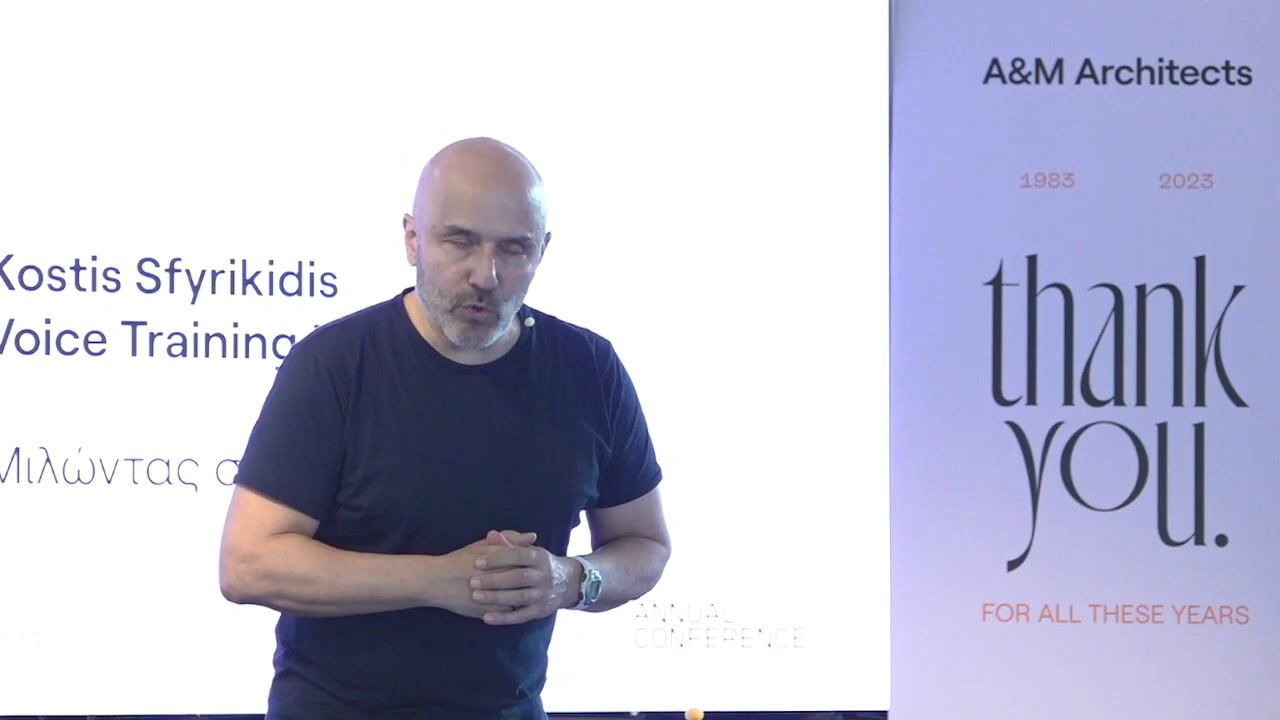 Kostis Sfyrikidis
Voice Training
Μιλώντας
ANNUAL
CONFERENCE
A&M Architects
1983 2023
thank
you.
FOR ALL THESE YEARS